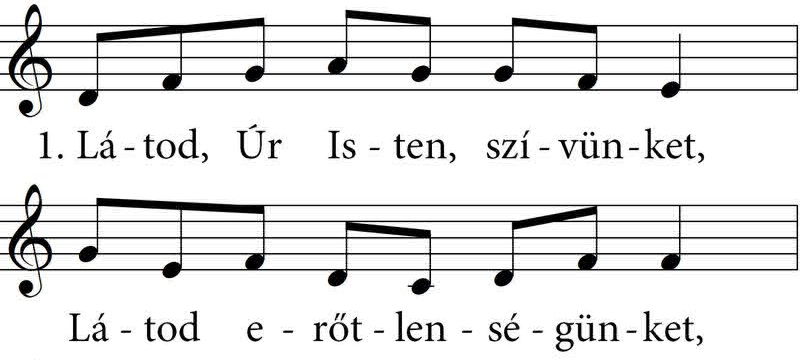 1. Lá - tod, Úr Is - ten, szí - vün - ket,
Lá - tod e - rőt - len - sé - gün - ket,